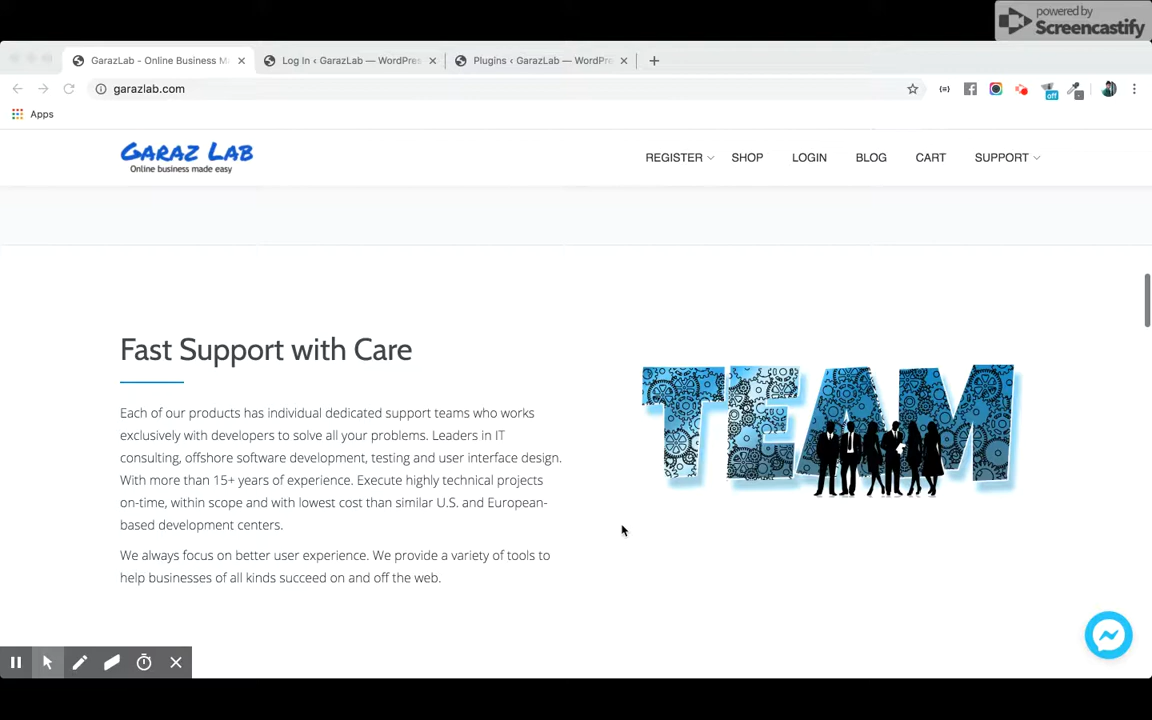 powered by
Screencastify
GarazLab - Online Business M
Log In ‹ GarazLab — WordPres
Plugins ‹ GarazLab — WordPre
garazlab.com
off
Apps
GARAZ LAB
Online business made easy
REGISTER SHOP LOGIN BLOG CART SUPPORT
Fast Support with Care
Each of our products has individual dedicated support teams who works
exclusively with developers to solve all your problems. Leaders in IT
consulting, offshore software development, testing and user interface design.
With more than 15+ years of experience. Execute highly technical projects
on-time, within scope and with lowest cost than similar U.S. and European-
based development centers.
We always focus on better user experience. We provide a variety of tools to
help businesses of all kinds succeed on and off the web.
TEAM